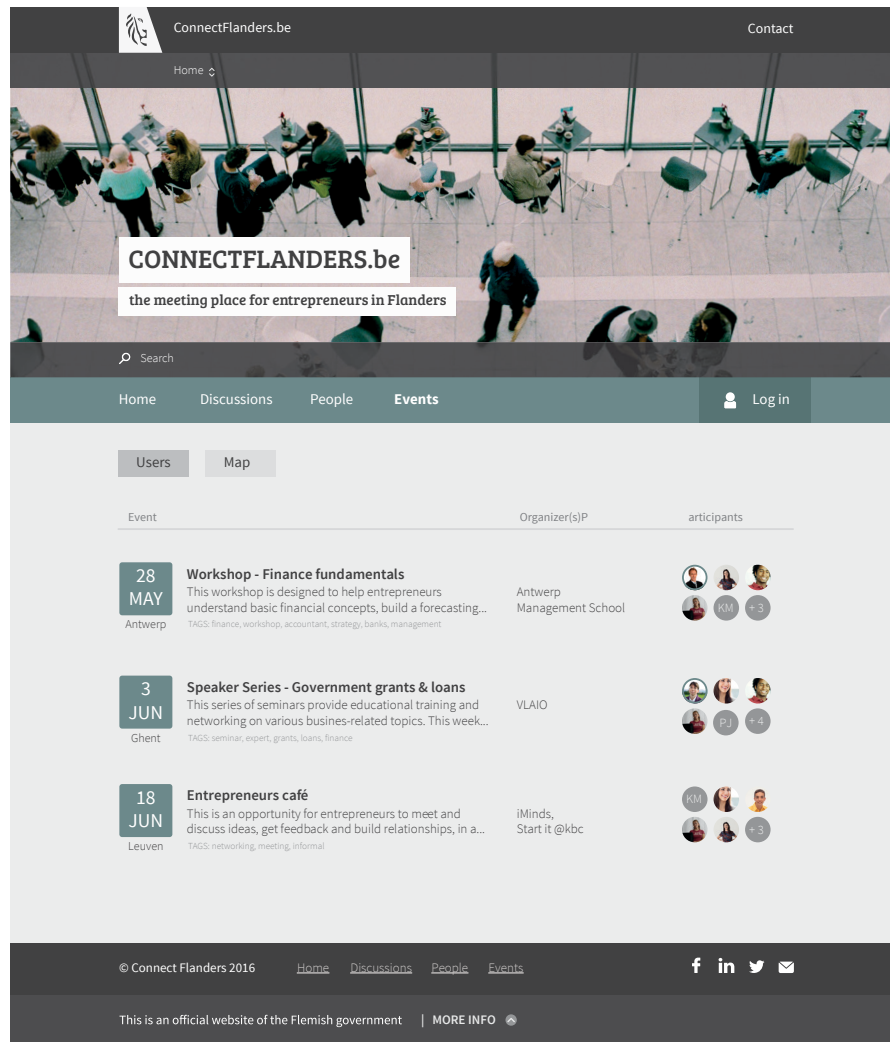 ConnectFlanders.be
Contact
Home
CONNECTFLANDERS.be
the meeting place for entrepreneurs in Flanders
Search
Home Discussions People Events Log in
Users Map
Event Organizer(s)P articipants
28
MAY
Antwerp
Workshop - Finance fundamentals
This workshop is designed to help entrepreneurs
understand basic financial concepts, build a forecasting...
TAGS: finance, workshop, accountant, strategy, banks, management
Antwerp
Management School
KM +3
3
JUN
Ghent
Speaker Series - Government grants & loans
This series of seminars provide educational training and
networking on various busines-related topics. This week...
TAGS: seminar, expert, grants, loans, finance
VLAIO
PJ +4
18
JUN
Leuven
Entrepreneurs café
This is an opportunity for entrepreneurs to meet and
discuss ideas, get feedback and build relationships, in a...
TAGS: networking, meeting, informal
iMinds,
Start it @kbc
KM
+3
© Connect Flanders 2016 Home Discussions People Events
This is an official website of the Flemish government | MORE INFO